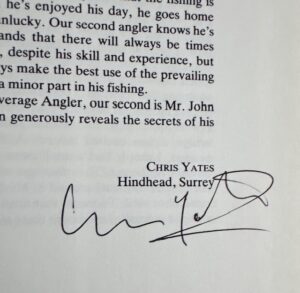 he's enjoyed his day, he goes home
nlucky. Our second angler knows he's
ands that there will always be times
, despite his skill and experience, but
ys make the best use of the prevailing
a minor part in his fishing.
verage Angler, our second is Mr. John
n generously reveals the secrets of his
CHRIS YATES
Hindhead, Surrey